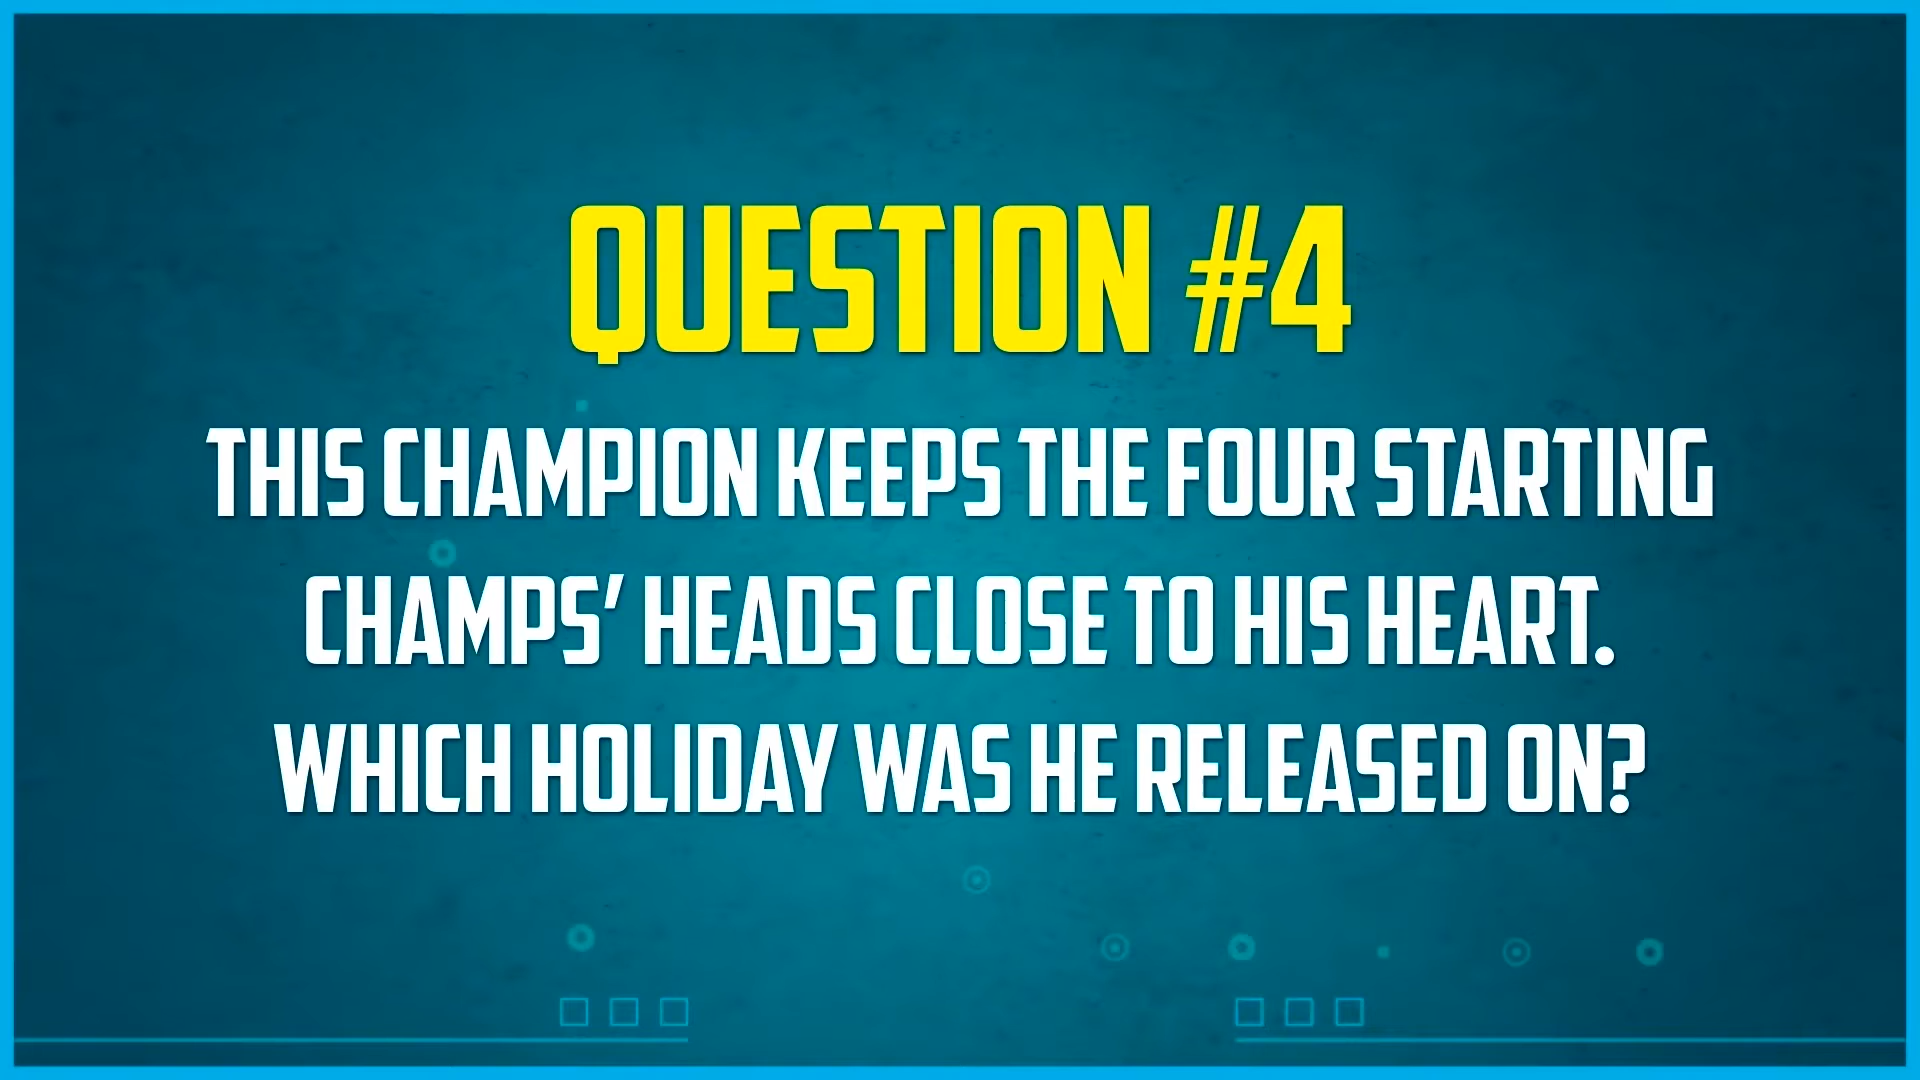 QUESTION #4
THIS CHAMPION KEEPS THE FOUR STARTING
CHAMPS' HEADS CLOSE TO HIS HEART.
WHICH HOLIDAY WAS HE RELEASED ON?